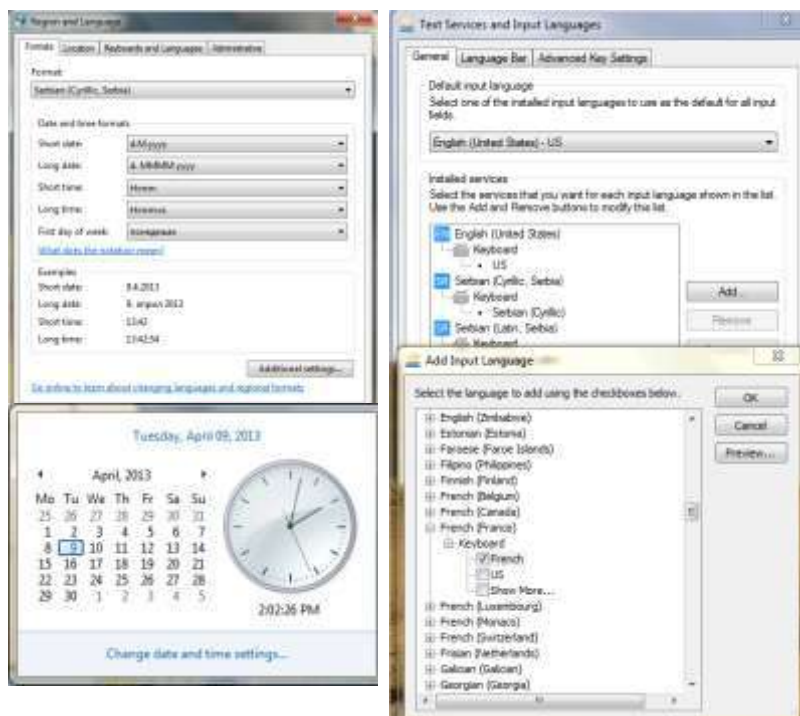 Region and Language
Formats Location Keyboards and Languages Administrative
Format:
Serbian (Cyrillic, Serbia)
Date and time formats
Short date:
Long date:
Short time:
Long time:
First day of week:
What does the notation mean?
Examples
Short date:
Long date: 9. април 2013
Short time: 13:42
Long time: 13:42:54
Additional settings...
Go online to learn about changing languages and regional formats
Tuesday, April 09, 2013
April, 2013
Mo Tu We Th Fr Sa Su
25 26 27 28 29 30 31
1 2 3 4 5 6 7
8 9 10 11 12 13 14
15 16 17 18 19 20 21
22 23 24 25 26 27 28
29 30 1 2 3 4 5
2:02:26 PM
Change date and time settings...
Text Services and Input Languages
General Language Bar Advanced Key Settings
Default input language
Select one of the installed input languages to use as the default for all input
fields.
English (United States) - US
Installed services
Select the services that you want for each input language shown in the list.
Use the Add and Remove buttons to modify this list.
English (United States)
Keyboard
US
Serbian (Cyrillic, Serbia)
Keyboard
Serbian (Cyrillic)
Serbian (Latin, Serbia)
Keyboard
Add...
Remove
Add Input Language
Select the language to add using the checkboxes below.
English (Zimbabwe)
Estonian (Estonia)
Faroese (Faroe Islands)
Filipino (Philippines)
Finnish (Finland)
French (Belgium)
French (Canada)
French (France)
Keyboard
French
US
Show More...
French (Luxembourg)
French (Monaco)
French (Switzerland)
Frisian (Netherlands)
Galician (Galician)
Georgian (Georgia)
OK
Cancel
Preview...